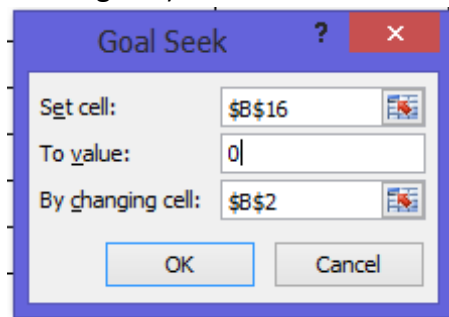 Goal Seek ? ×
Set cell: $B$16
To value: 0
By changing cell: $B$2
OK Cancel